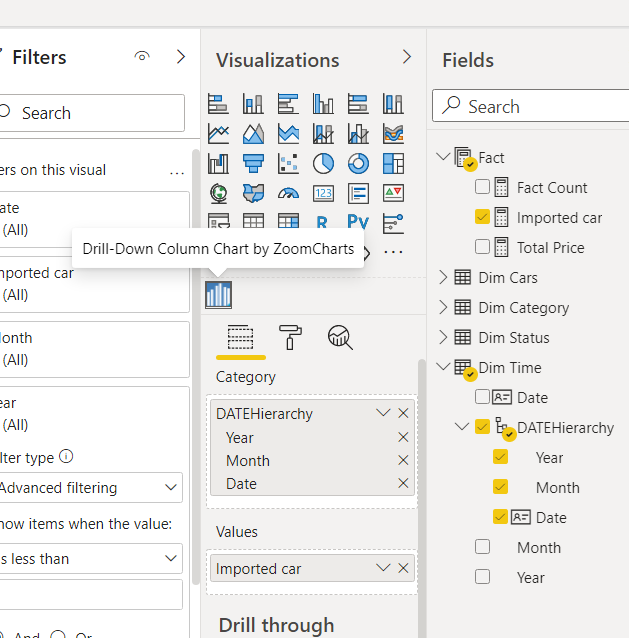 Filters
Search
ers on this visual
...
ate
(All)
mported car
(All)
onth
(All)
ear
(All)
lter type
Advanced filtering
how items when the value:
s less than
And
Or
Visualizations
123
R
Py
...
Drill-Down Column Chart by ZoomCharts
Category
DATEHierarchy
Year
Month
Date
Values
Imported car
Drill through
Fields
Search
Fact
Fact Count
Imported car
Total Price
Dim Cars
Dim Category
Dim Status
Dim Time
Date
DATEHierarchy
Year
Month
Date
Month
Year